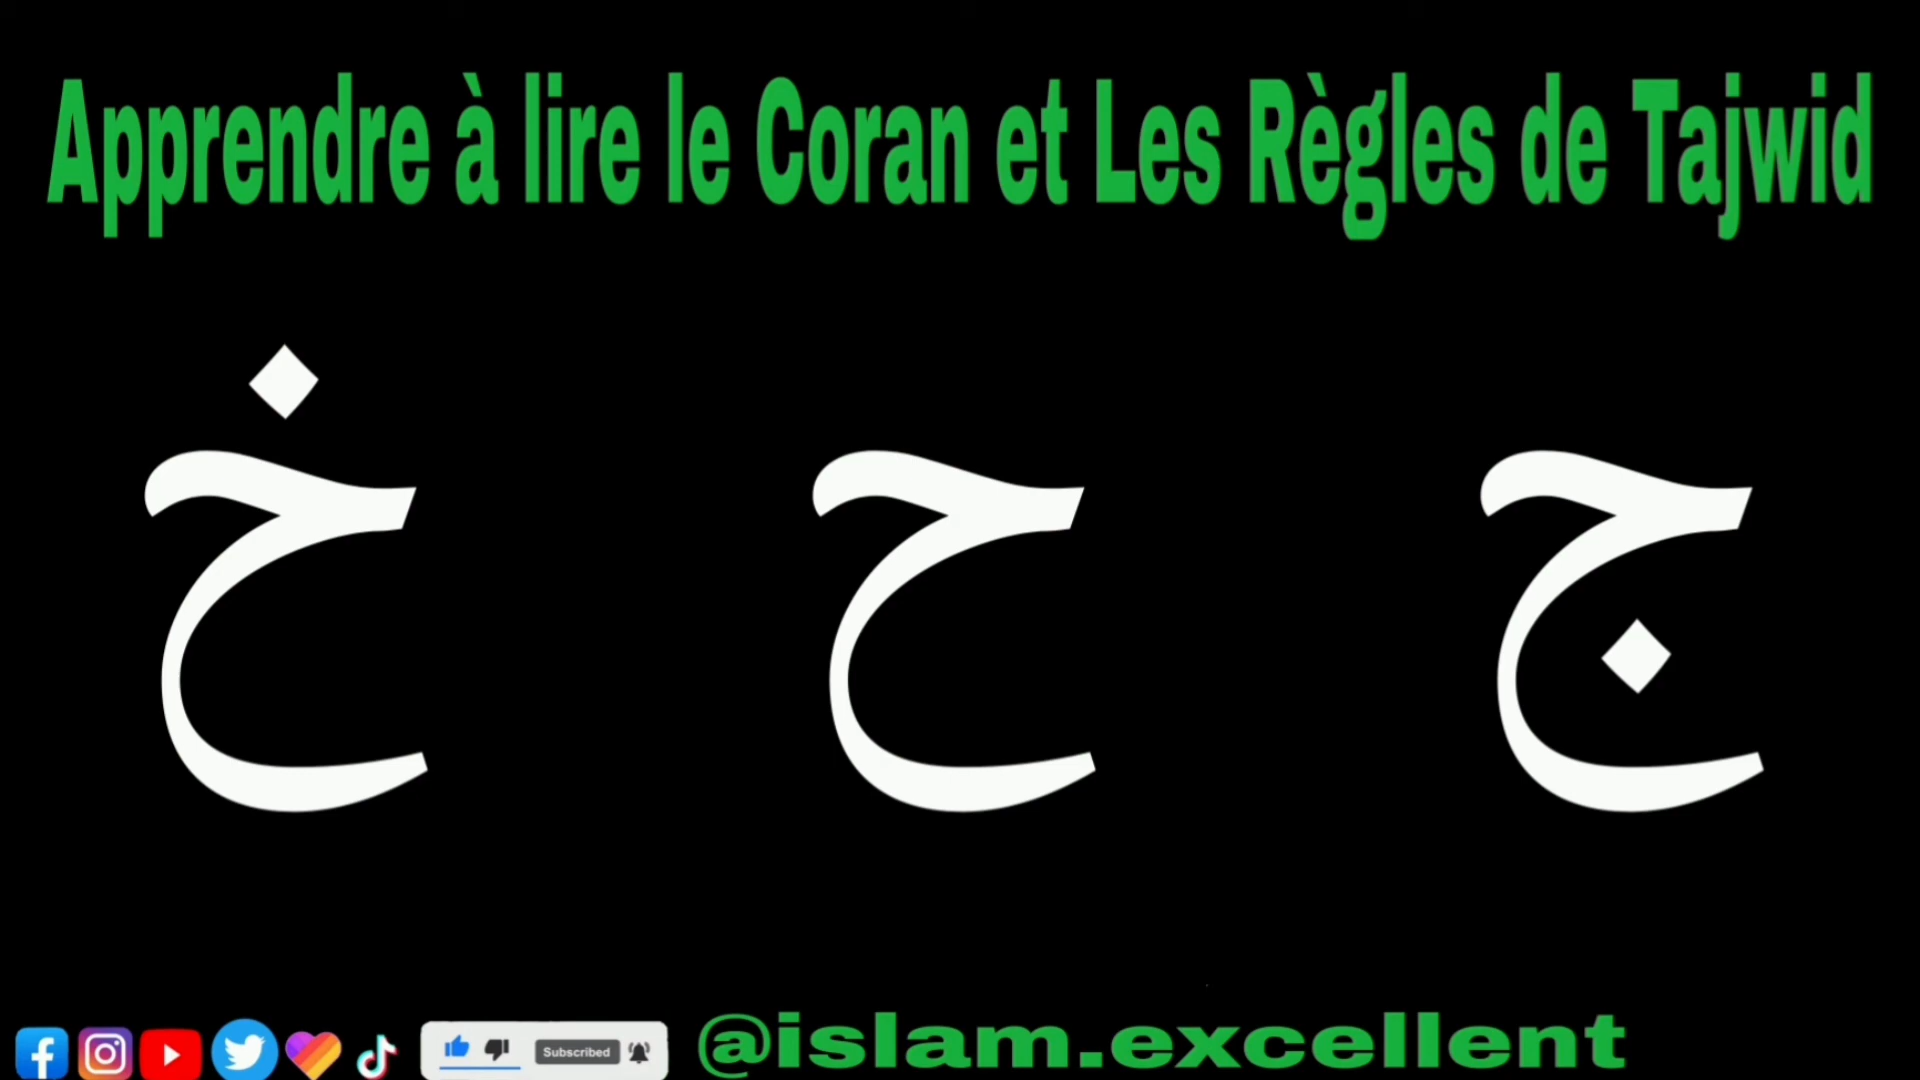 Apprendre à lire le Coran et Les Règles de Tajwid
ج ح خ
Subscribed
@islam.excellent